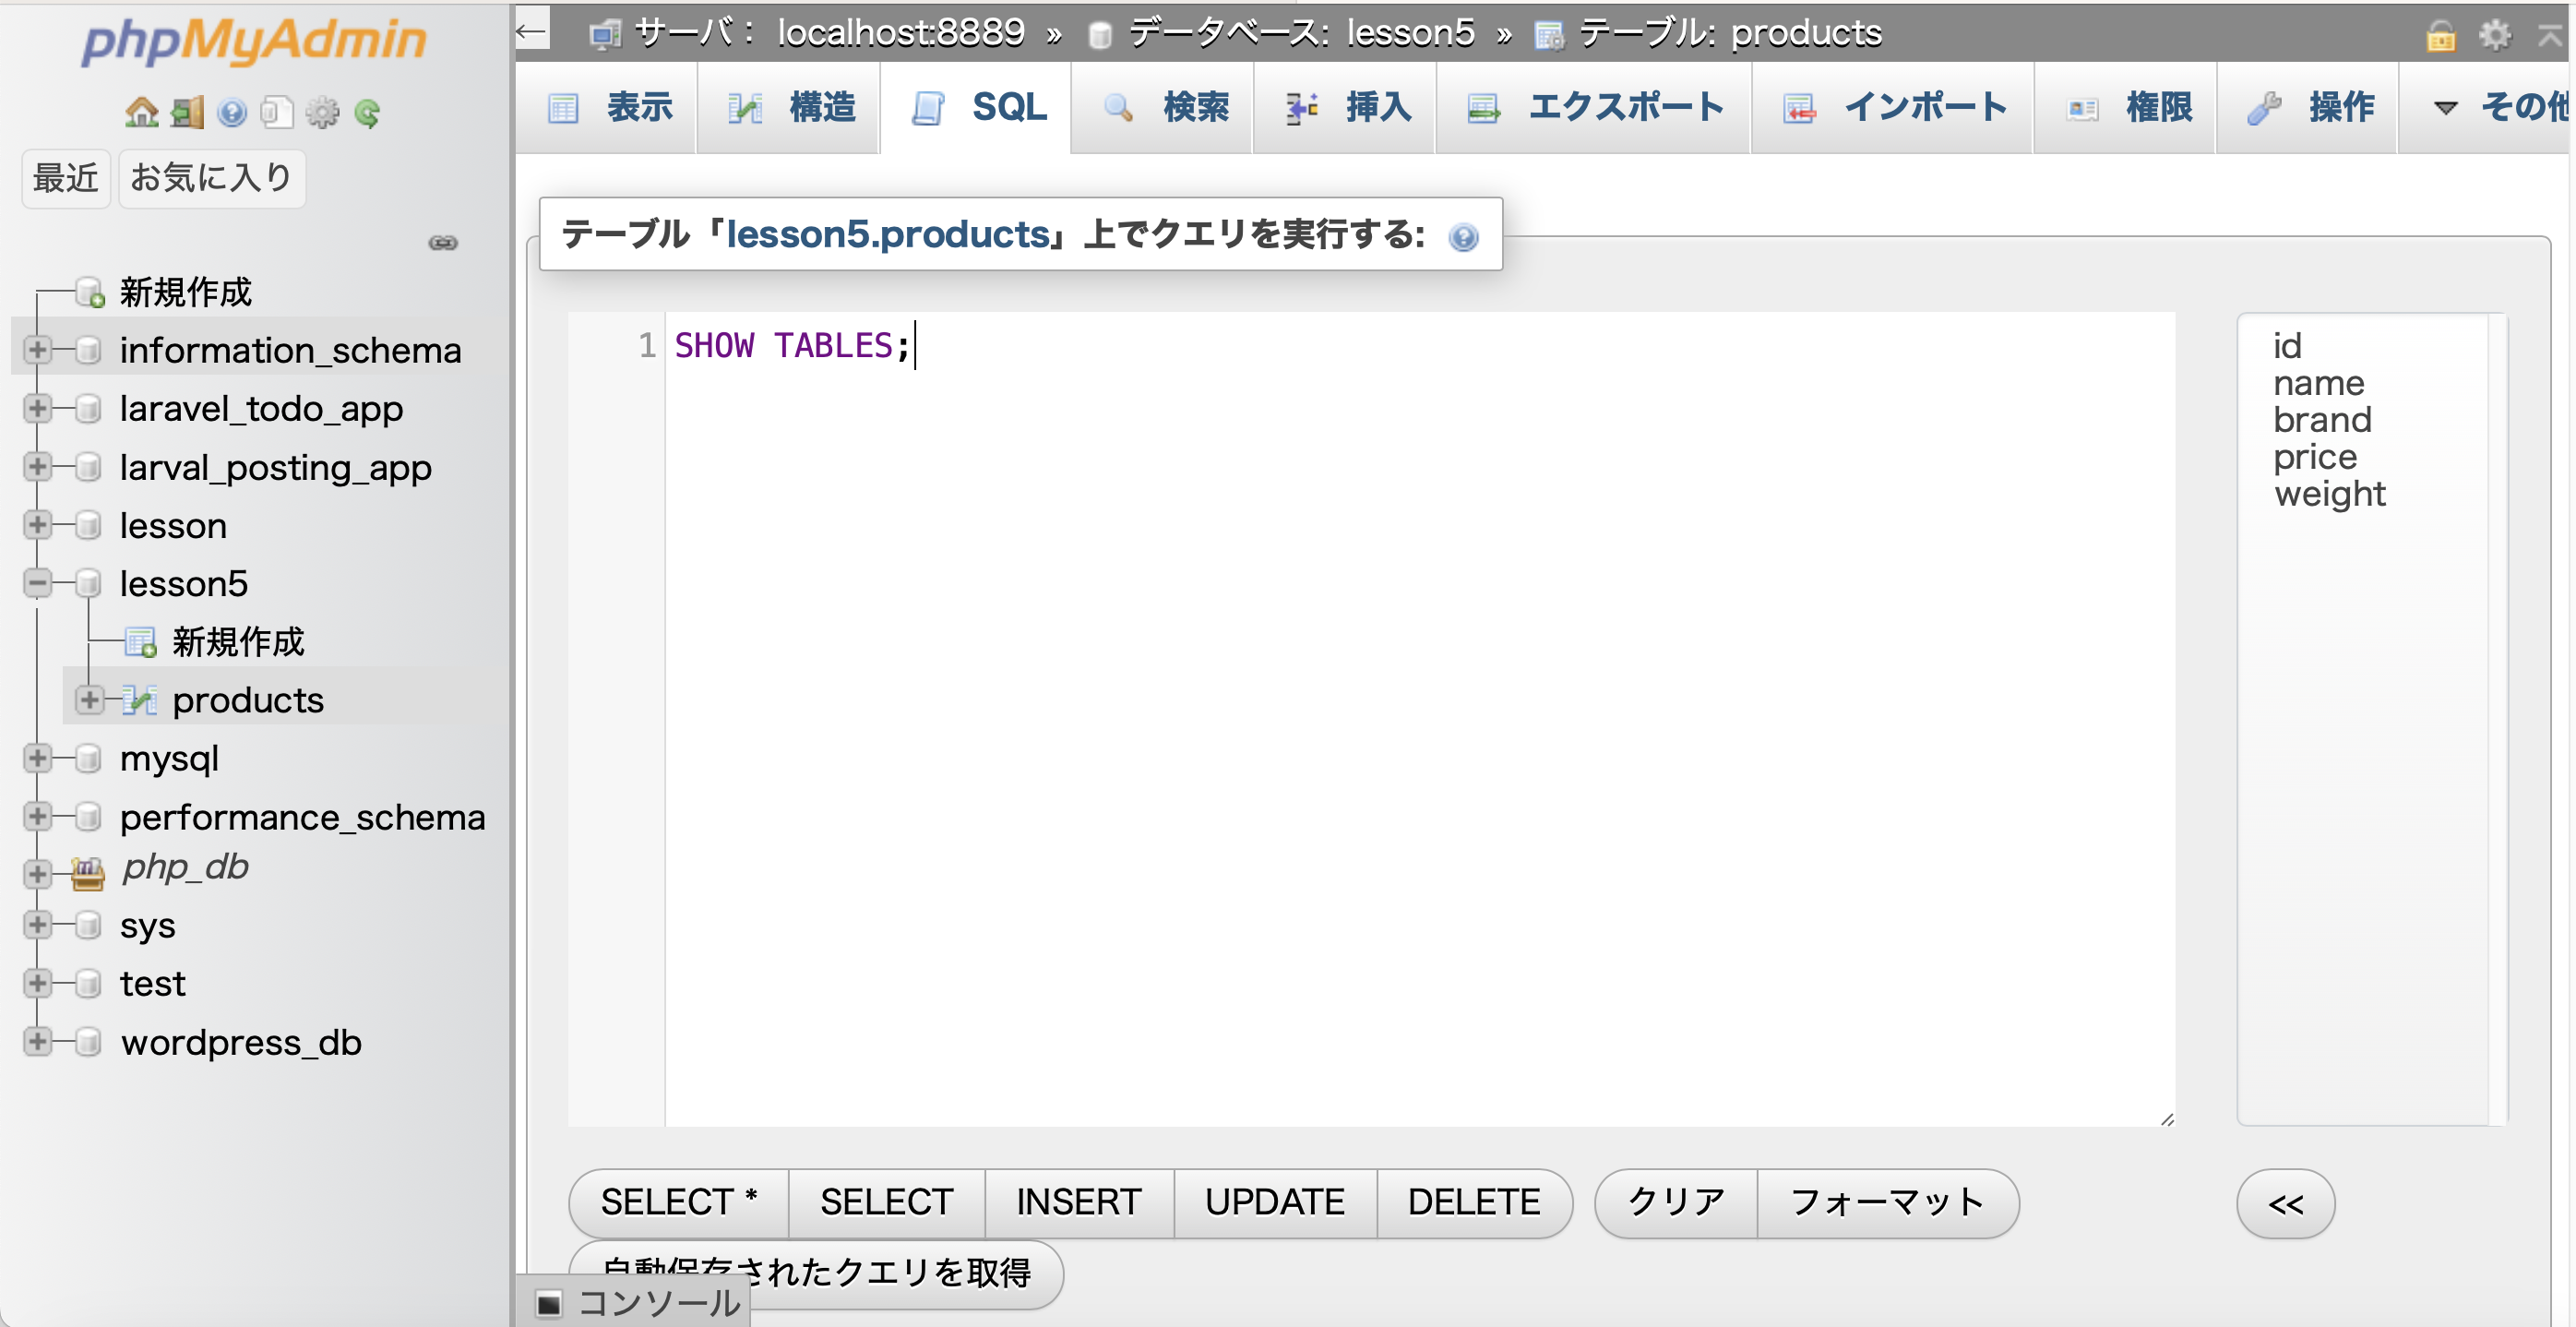 phpMyAdmin
最近 お気に入り
新規作成
information_schema
laravel_todo_app
larval_posting_app
lesson
lesson5
新規作成
products
mysql
performance_schema
php_db
sys
test
wordpress_db
← サーバ： localhost:8889 » データベース: lesson5 » テーブル: products
表示 構造 SQL 検索 挿入 エクスポート インポート 権限 操作 その他
テーブル「lesson5.products」上でクエリを実行する:
1 SHOW TABLES;
id
name
brand
price
weight
SELECT * SELECT INSERT UPDATE DELETE クリア フォーマット <<
自動保存されたクエリを取得
コンソール